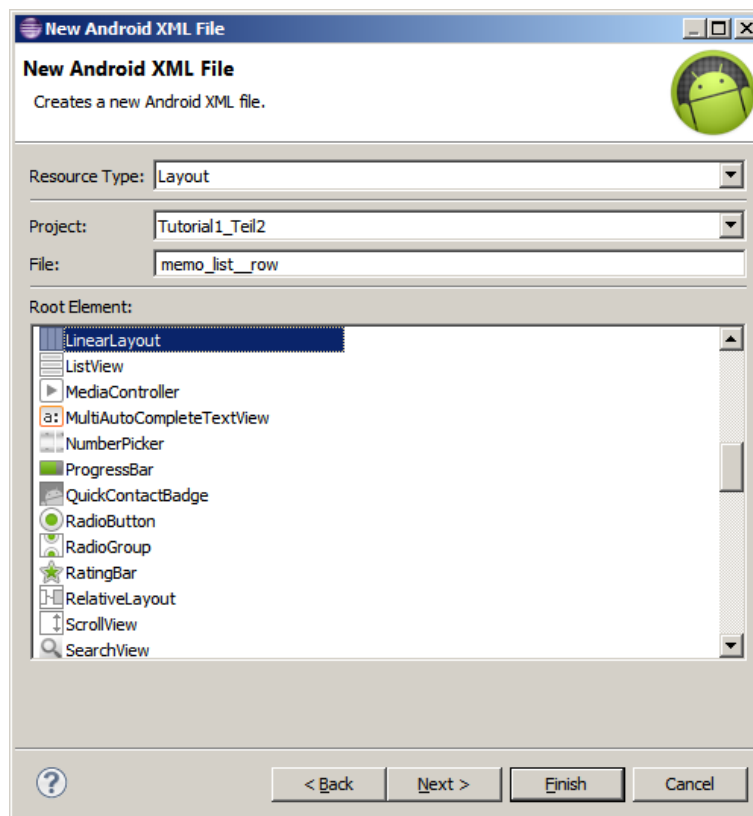 New Android XML File
New Android XML File
Creates a new Android XML file.
Resource Type: Layout
Project: Tutorial1_Teil2
File: memo_list__row
Root Element:
LinearLayout
ListView
MediaController
a: MultiAutoCompleteTextView
NumberPicker
ProgressBar
QuickContactBadge
RadioButton
RadioGroup
RatingBar
RelativeLayout
ScrollView
SearchView
? < Back Next > Finish Cancel